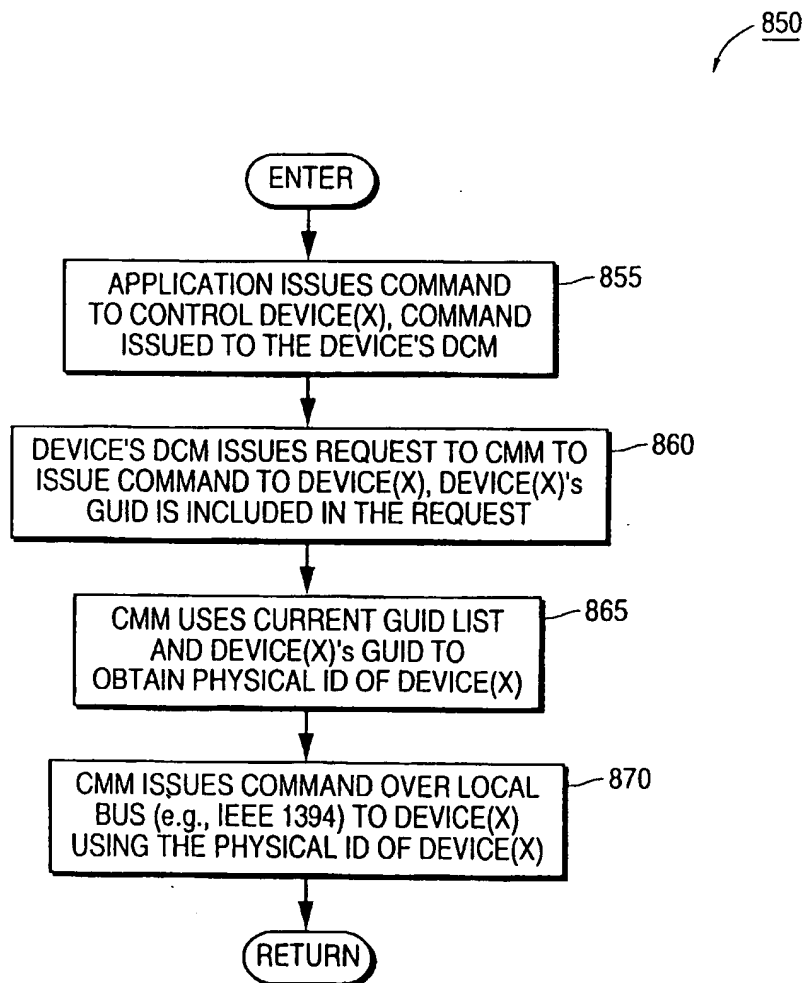 850
ENTER
APPLICATION ISSUES COMMAND
TO CONTROL DEVICE(X), COMMAND
ISSUED TO THE DEVICE'S DCM
855
DEVICE'S DCM ISSUES REQUEST TO CMM TO
ISSUE COMMAND TO DEVICE(X), DEVICE(X)'s
GUID IS INCLUDED IN THE REQUEST
860
CMM USES CURRENT GUID LIST
AND DEVICE(X)'s GUID TO
OBTAIN PHYSICAL ID OF DEVICE(X)
865
CMM ISSUES COMMAND OVER LOCAL
BUS (e.g., IEEE 1394) TO DEVICE(X)
USING THE PHYSICAL ID OF DEVICE(X)
870
RETURN